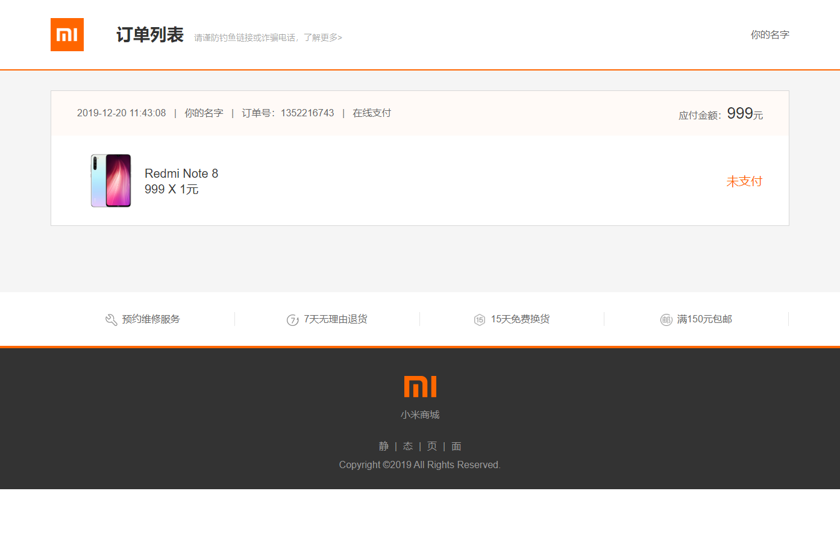 订单列表 请谨防钓鱼链接或诈骗电话，了解更多>
你的名字
2019-12-20 11:43:08 | 你的名字 | 订单号：1352216743 | 在线支付
应付金额：999元
Redmi Note 8
999 X 1元
未支付
预约维修服务
7天无理由退货
15天免费换货
满150元包邮
小米商城
静 | 态 | 页 | 面
Copyright ©2019 All Rights Reserved.